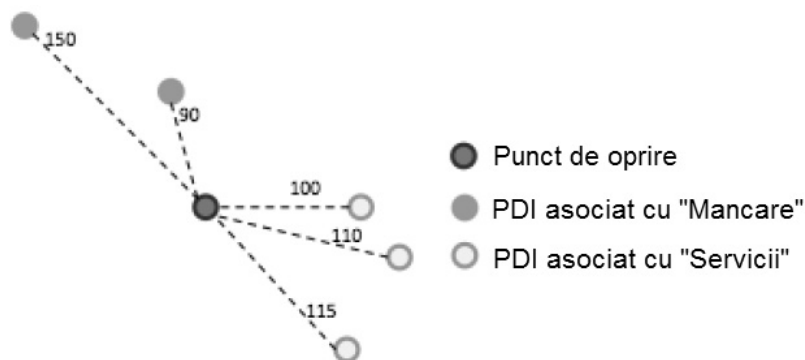 150
90
100
110
115
Punct de oprire
PDI asociat cu "Mancare"
PDI asociat cu "Servicii"